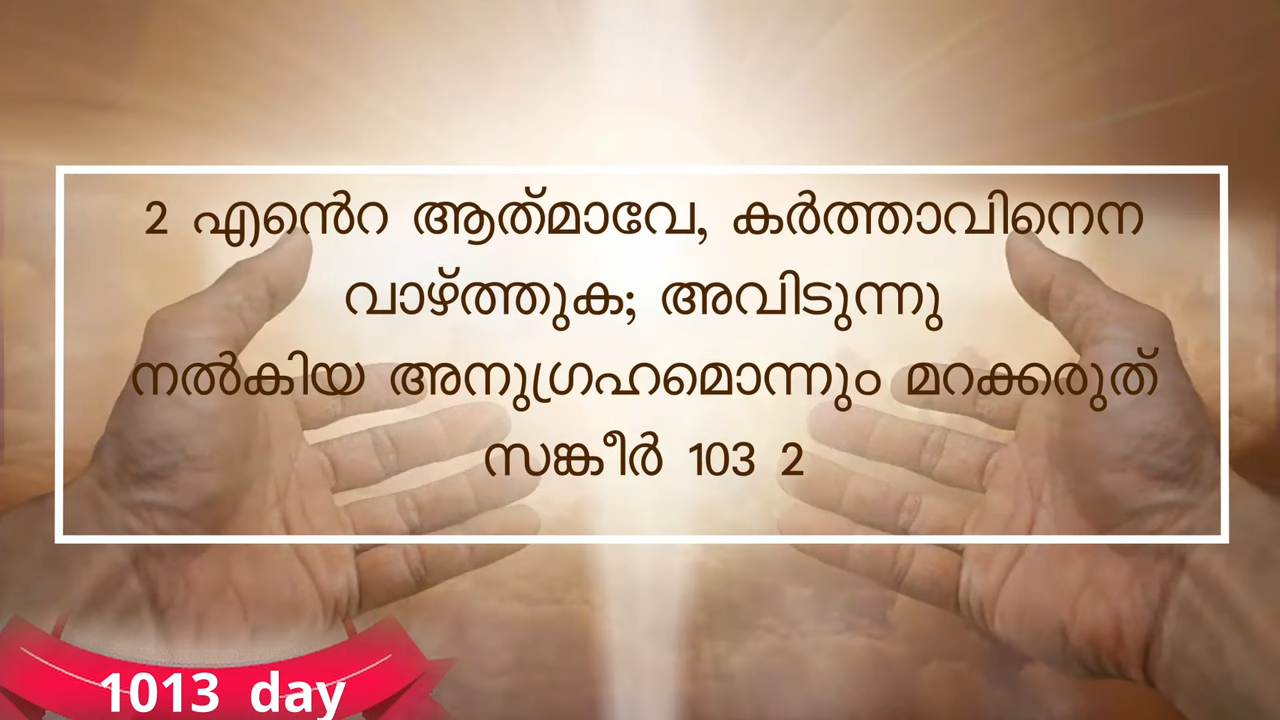 2 എൻെറ ആത്‌മാവേ, കർത്താവിനെന
വാഴ്ത്തുക; അവിടുന്നു
നൽകിയ അനുഗ്രഹമൊന്നും മറക്കരുത്
സങ്കീർ 103 2
1013 day